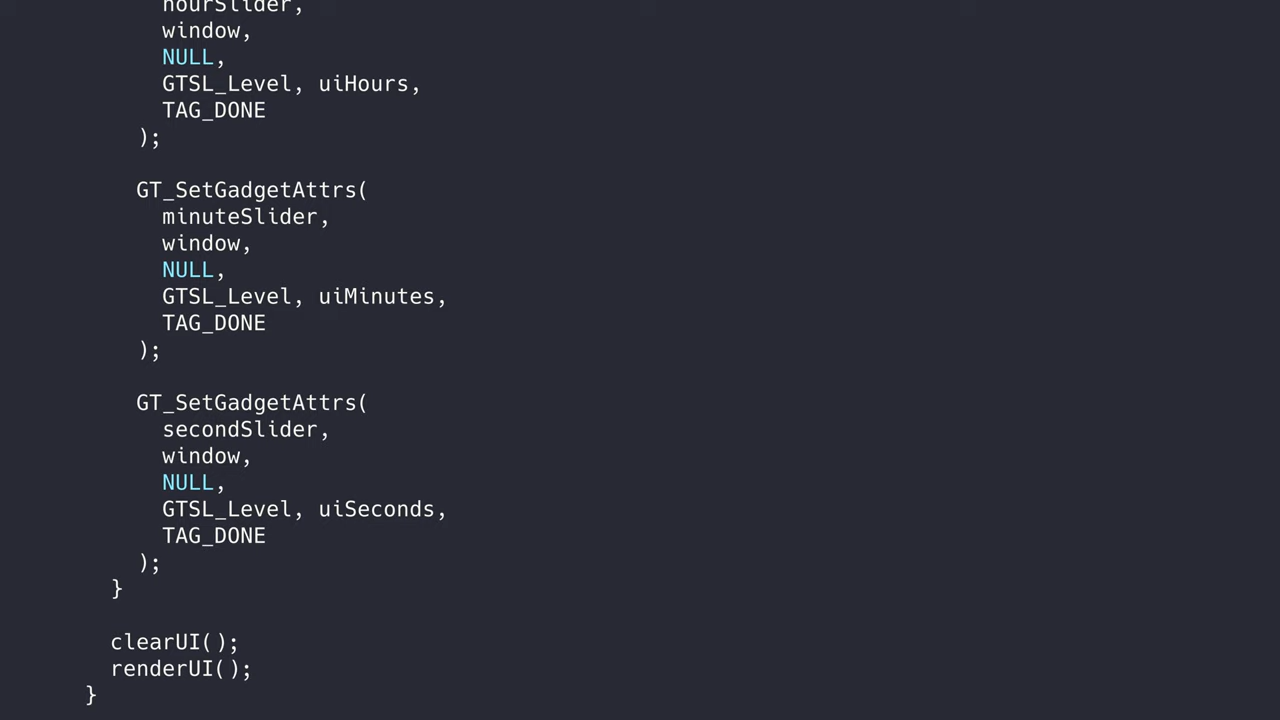 hourSlider,
window,
NULL,
GTSL_Level, uiHours,
TAG_DONE
);
GT_SetGadgetAttrs(
minuteSlider,
window,
NULL,
GTSL_Level, uiMinutes,
TAG_DONE
);
GT_SetGadgetAttrs(
secondSlider,
window,
NULL,
GTSL_Level, uiSeconds,
TAG_DONE
);
}
clearUI();
renderUI();
}